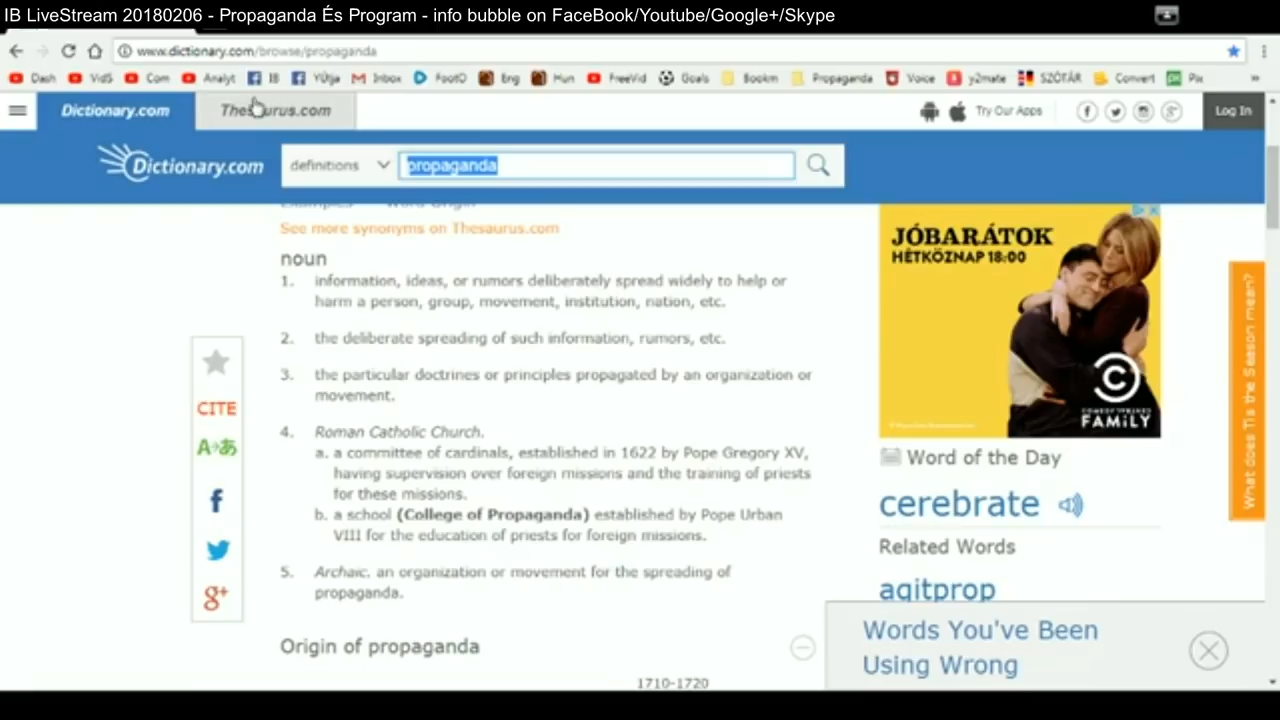 IB LiveStream 20180206 - Propaganda És Program - info bubble on FaceBook/Youtube/Google+/Skype
www.dictionary.com/browse/propaganda
Dash VidS Com Analyt IB YÚtja Inbox FootO Eng Hun FreeVid Goals Bookm Propaganda Voice y2mate SZÓTÁR Convert Pix »
Dictionary.com Thesaurus.com Try Our Apps Log In
Dictionary.com definitions propaganda
Examples Word Origin
See more synonyms on Thesaurus.com
noun
1. information, ideas, or rumors deliberately spread widely to help or
harm a person, group, movement, institution, nation, etc.
2. the deliberate spreading of such information, rumors, etc.
3. the particular doctrines or principles propagated by an organization or
movement.
4. Roman Catholic Church.
a. a committee of cardinals, established in 1622 by Pope Gregory XV,
having supervision over foreign missions and the training of priests
for these missions.
b. a school (College of Propaganda) established by Pope Urban
VIII for the education of priests for foreign missions.
5. Archaic. an organization or movement for the spreading of
propaganda.
Origin of propaganda
1710-1720
CITE
A あ
f
g+
JÓBARÁTOK
HÉTKÖZNAP 18:00
COMEDY CENTRAL
FAMILY
Word of the Day
cerebrate
Related Words
agitprop
Words You've Been
Using Wrong
What does Tis the Season mean?